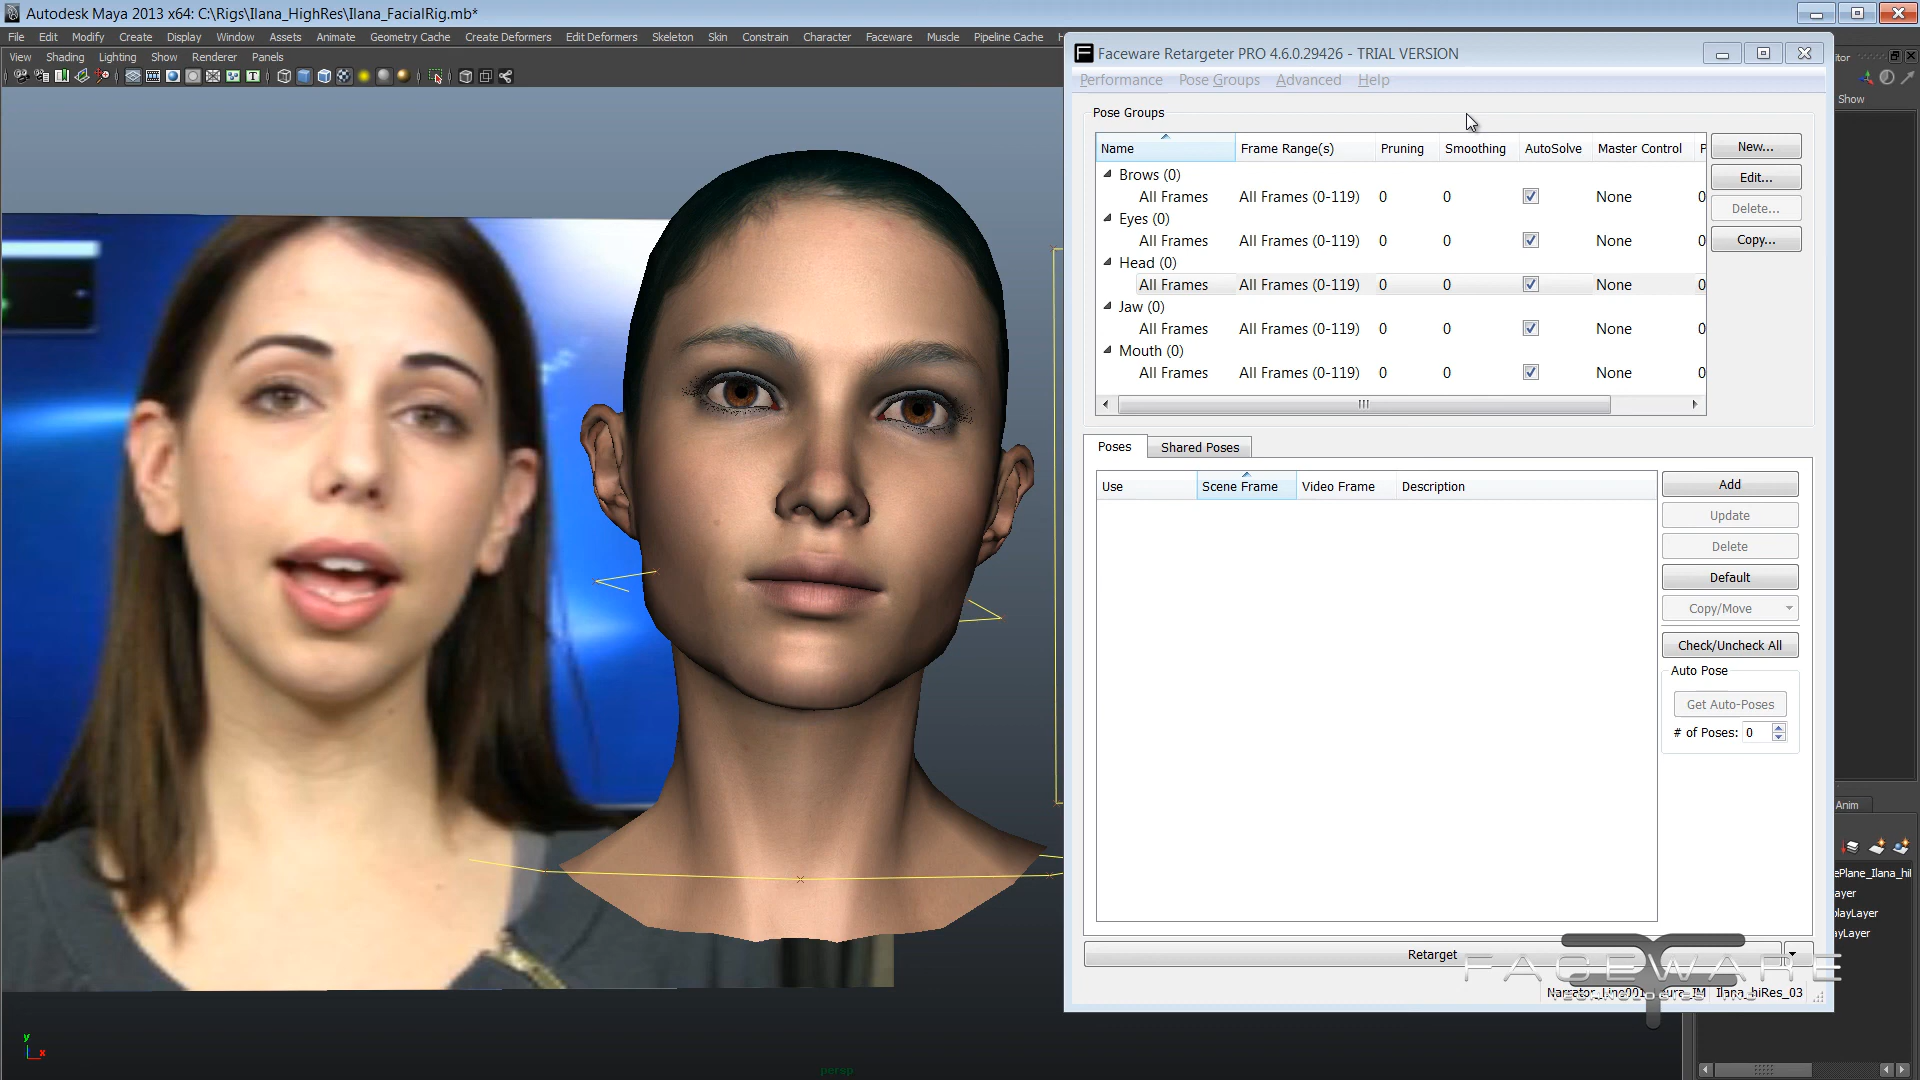 Autodesk Maya 2013 x64: C:\Rigs\Ilana_HighRes\Ilana_FacialRig.mb*
File Edit Modify Create Display Window Assets Animate Geometry Cache Create Deformers Edit Deformers Skeleton Skin Constrain Character Faceware Muscle Pipeline Cache
View Shading Lighting Show Renderer Panels
Faceware Retargeter PRO 4.6.0.29426 - TRIAL VERSION
Performance Pose Groups Advanced Help
Show
Pose Groups
Name Frame Range(s) Pruning Smoothing AutoSolve Master Control P
New...
Brows (0)
Edit...
All Frames All Frames (0-119) 0 0 None 0
Delete...
Eyes (0)
Copy...
All Frames All Frames (0-119) 0 0 None 0
Head (0)
All Frames All Frames (0-119) 0 0 None 0
Jaw (0)
All Frames All Frames (0-119) 0 0 None 0
Mouth (0)
All Frames All Frames (0-119) 0 0 None 0
Poses Shared Poses
Use Scene Frame Video Frame Description
Add
Update
Delete
Default
Copy/Move
Check/Uncheck All
Auto Pose
Get Auto-Poses
# of Poses: 0
Anim
ePlane_Ilana_hi
ayer
playLayer
ayLayer
Retarget
FACEWARE
TECHNOLOGIES INC
Narrator_Line001 Ilana_hiRes_03
y
x
persp